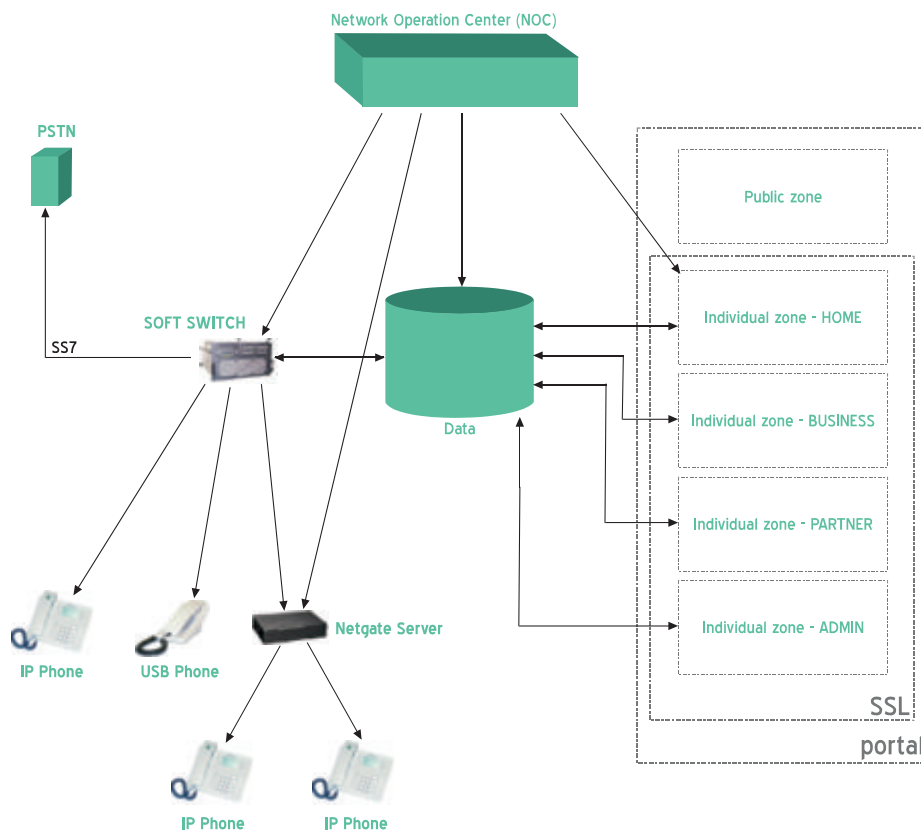 Network Operation Center (NOC)
PSTN
Public zone
SOFT SWITCH
Individual zone - HOME
SS7
Data
Individual zone - BUSINESS
Individual zone - PARTNER
Netgate Server
Individual zone - ADMIN
IP Phone
USB Phone
SSL
portal
IP Phone
IP Phone